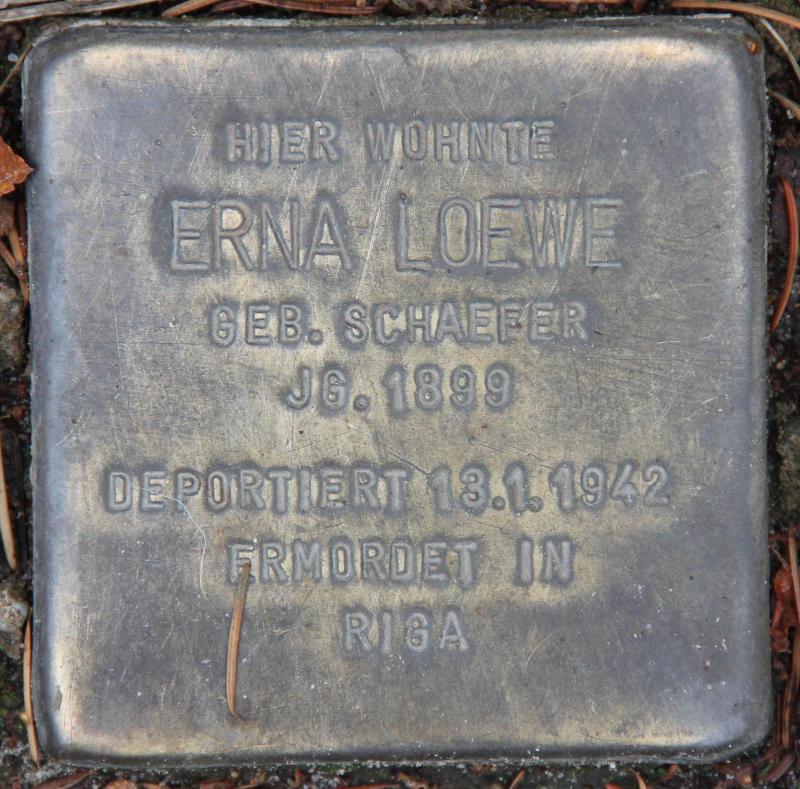 HIER WOHNTE
ERNA LOEWE
GEB. SCHAEFER
JG. 1899
DEPORTIERT 13.1.1942
ERMORDET IN
RIGA